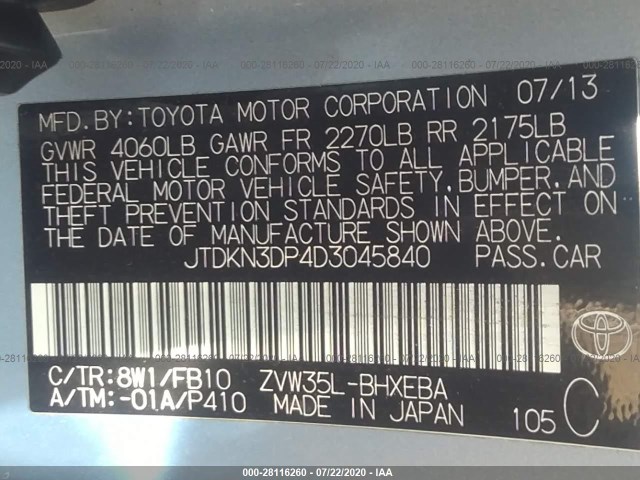 MFD.BY:TOYOTA MOTOR CORPORATION 07/13
GVWR 4060LB GAWR FR 2270LB RR 2175LB
THIS VEHICLE CONFORMS TO ALL APPLICABLE
FEDERAL MOTOR VEHICLE SAFETY,BUMPER,AND
THEFT PREVENTION STANDARDS IN EFFECT ON
THE DATE OF MANUFACTURE SHOWN ABOVE.
JTDKN3DP4D3045840 PASS.CAR
C/TR:8W1/FB10 ZVW35L-BHXEBA
A/TM:-01A/P410 MADE IN JAPAN 105 C
000-28116260 - 07/22/2020 - IAA